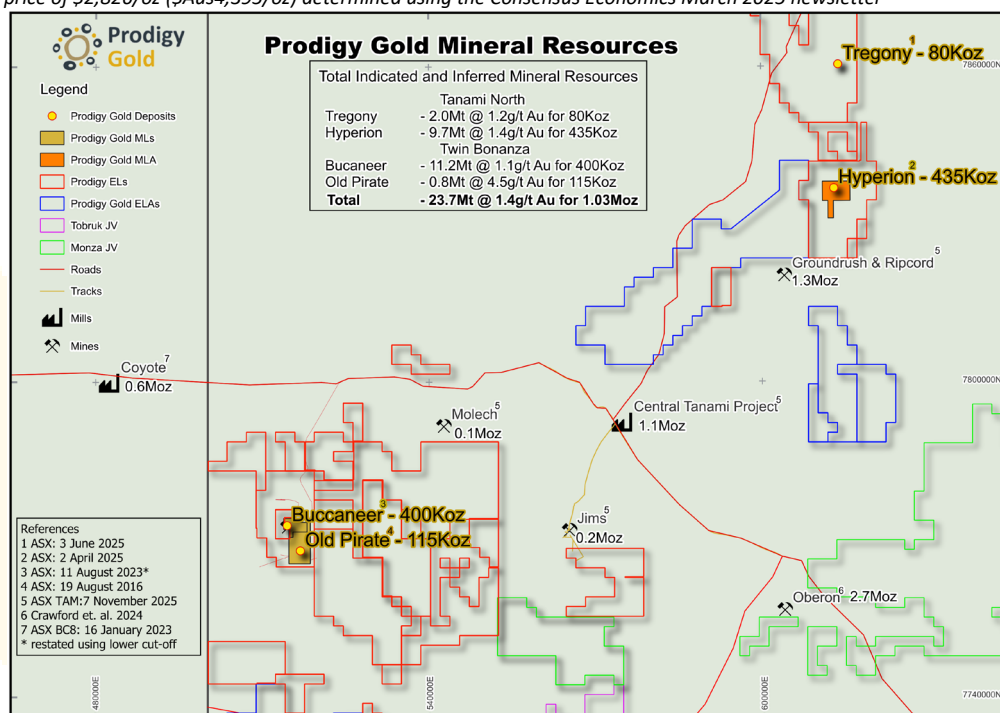 price of $2,820/oz ($Aus4,395/oz) determined using the Consensus Economics March 2025 newsletter
Prodigy
Gold
Prodigy Gold Mineral Resources
Total Indicated and Inferred Mineral Resources
Tanami North
Tregony - 2.0Mt @ 1.2g/t Au for 80Koz
Hyperion - 9.7Mt @ 1.4g/t Au for 435Koz
Twin Bonanza
Bucaneer - 11.2Mt @ 1.1g/t Au for 400Koz
Old Pirate - 0.8Mt @ 4.5g/t Au for 115Koz
Total - 23.7Mt @ 1.4g/t Au for 1.03Moz
Legend
Prodigy Gold Deposits
Prodigy Gold MLs
Prodigy Gold MLA
Prodigy ELs
Prodigy Gold ELAs
Tobruk JV
Monza JV
Roads
Tracks
Mills
Mines
Tregony 1 - 80Koz
7860000N
Hyperion 2 - 435Koz
Groundrush & Ripcord 5
1.3Moz
Coyote 7
0.6Moz
7800000N
Molech 5
0.1Moz
Central Tanami Project 5
1.1Moz
Buccaneer 3 - 400Koz
Old Pirate 4 - 115Koz
Jims 5
0.2Moz
Oberon 6 2.7Moz
References
1 ASX: 3 June 2025
2 ASX: 2 April 2025
3 ASX: 11 August 2023*
4 ASX: 19 August 2016
5 ASX TAM:7 November 2025
6 Crawford et. al. 2024
7 ASX BC8: 16 January 2023
* restated using lower cut-off
480000E
540000E
600000E
7740000N